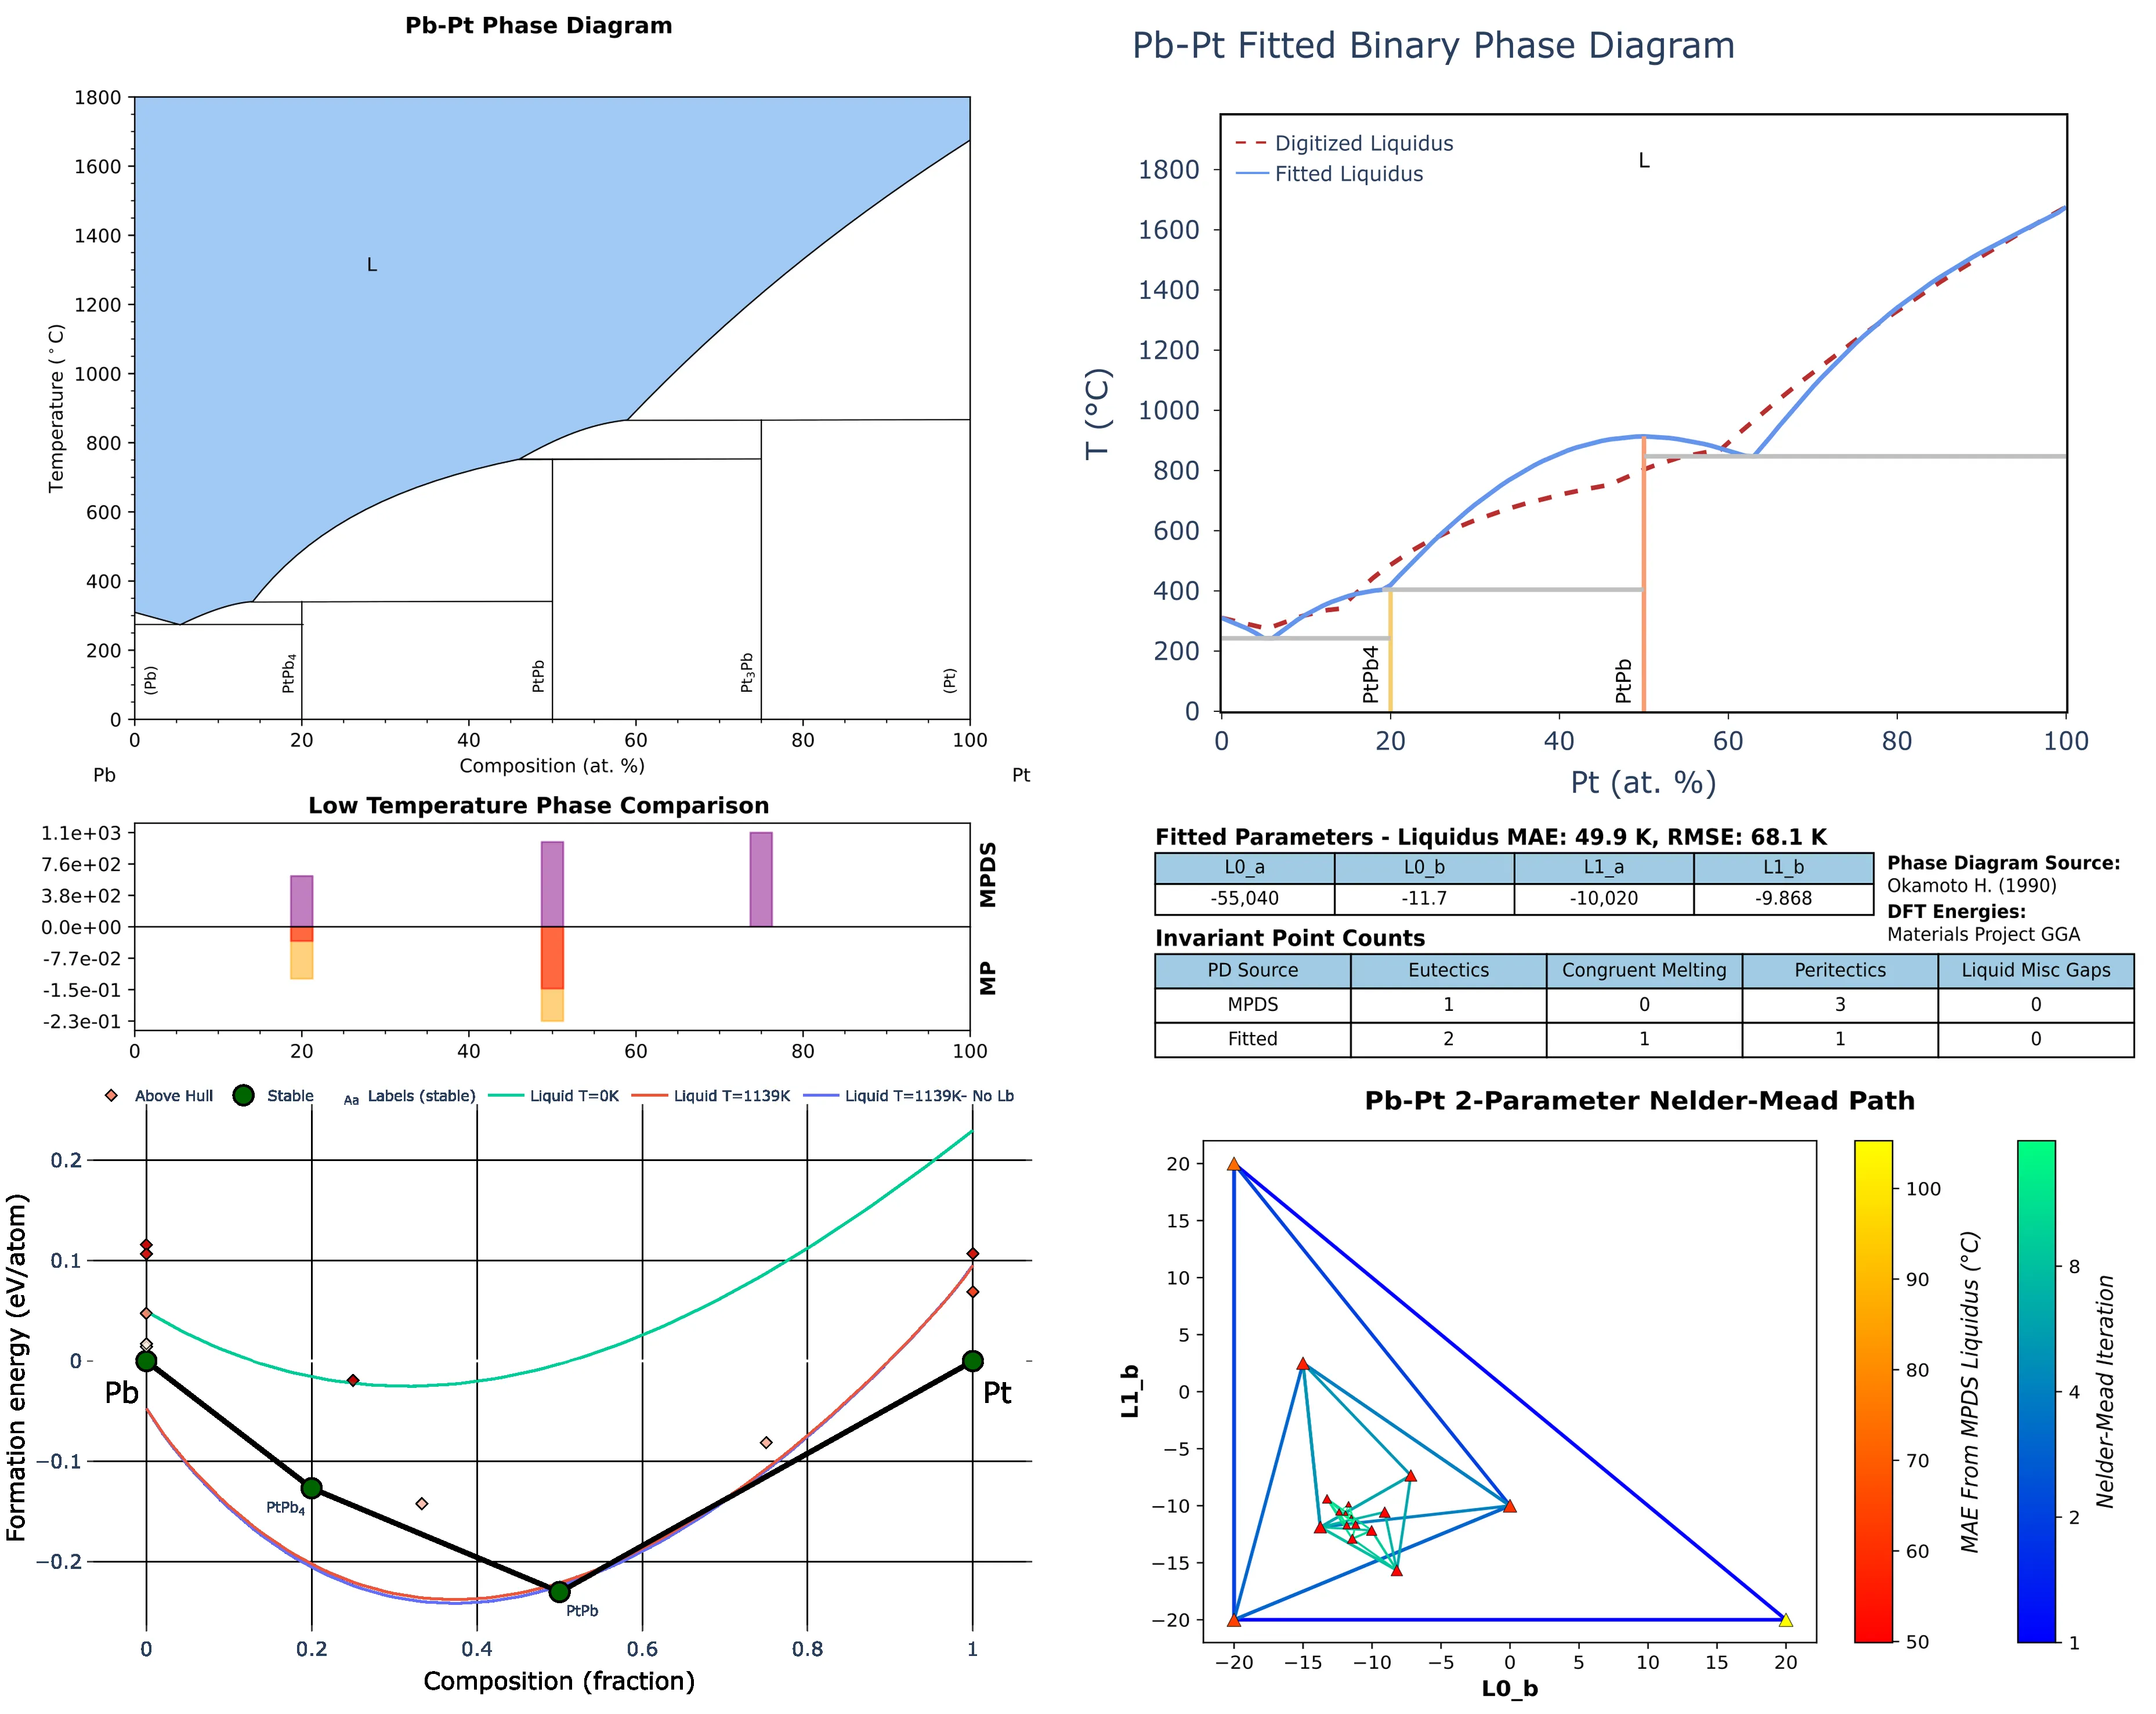 Pb-Pt Phase Diagram
1800
1600
1400
1200
1000
800
600
400
200
0
Temperature (°C)
L
(Pb)
PtPb₄
PtPb
Pt₃Pb
(Pt)
0 20 40 60 80 100
Composition (at. %)
Pb Pt
Pb-Pt Fitted Binary Phase Diagram
Digitized Liquidus
Fitted Liquidus
L
1800
1600
1400
1200
1000
800
600
400
200
0
T (°C)
PtPb4
PtPb
0 20 40 60 80 100
Pt (at. %)
Low Temperature Phase Comparison
1.1e+03
7.6e+02
3.8e+02
0.0e+00
-7.7e-02
-1.5e-01
-2.3e-01
MPDS
MP
0 20 40 60 80 100
Fitted Parameters - Liquidus MAE: 49.9 K, RMSE: 68.1 K
L0_a L0_b L1_a L1_b
-55,040 -11.7 -10,020 -9.868
Phase Diagram Source:
Okamoto H. (1990)
DFT Energies:
Materials Project GGA
Invariant Point Counts
PD Source Eutectics Congruent Melting Peritectics Liquid Misc Gaps
MPDS 1 0 3 0
Fitted 2 1 1 0
Above Hull Stable Aa Labels (stable) Liquid T=0K Liquid T=1139K Liquid T=1139K- No Lb
0.2
0.1
0
−0.1
−0.2
Formation energy (eV/atom)
Pb
Pt
PtPb₄
PtPb
0 0.2 0.4 0.6 0.8 1
Composition (fraction)
Pb-Pt 2-Parameter Nelder-Mead Path
20
15
10
5
0
−5
−10
−15
−20
L1_b
−20 −15 −10 −5 0 5 10 15 20
L0_b
100
90
80
70
60
50
MAE From MPDS Liquidus (°C)
8
4
2
1
Nelder-Mead Iteration